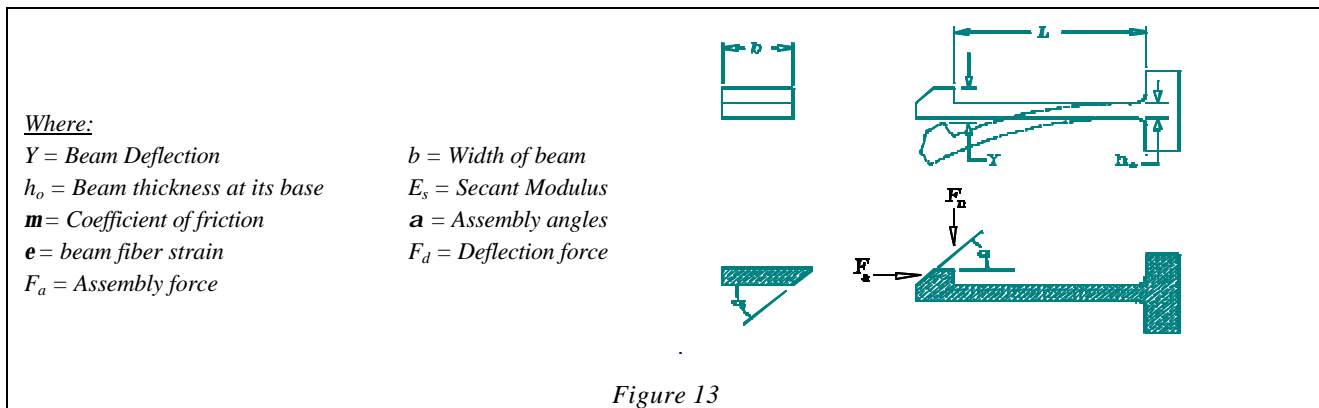 Where:
Y = Beam Deflection
b = Width of beam
h_o = Beam thickness at its base
E_s = Secant Modulus
m = Coefficient of friction
a = Assembly angles
e = beam fiber strain
F_d = Deflection force
F_a = Assembly force
b
L
Y
h_o
F_n
F_a
a
a
Figure 13